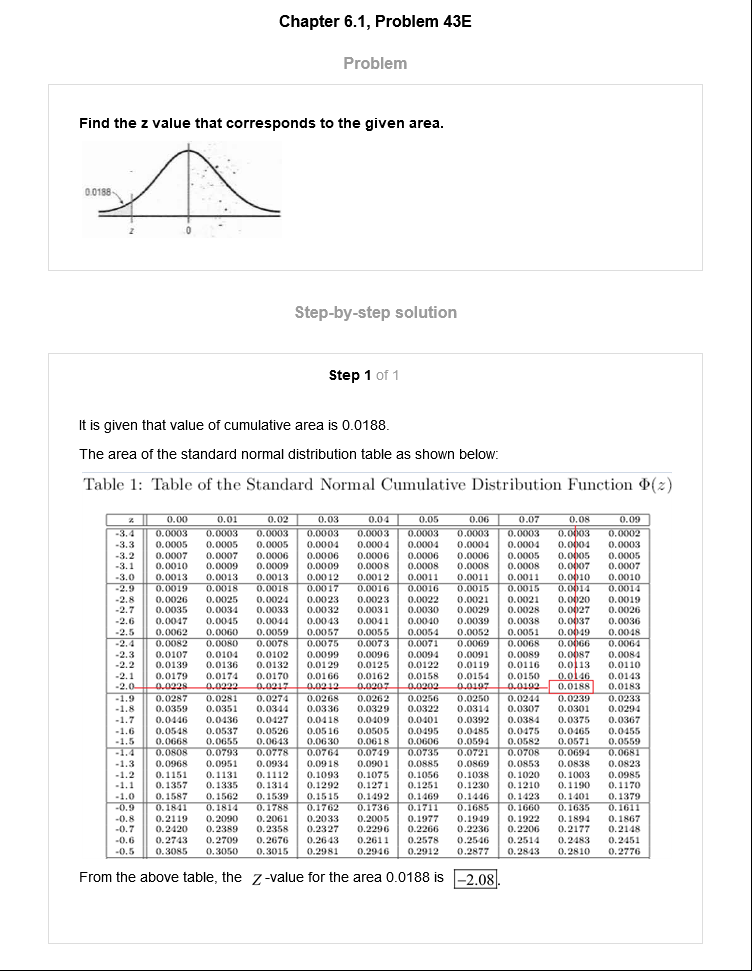 Chapter 6.1, Problem 43E
Problem
Find the z value that corresponds to the given area.
0.0188
z 0
Step-by-step solution
Step 1 of 1
It is given that value of cumulative area is 0.0188.
The area of the standard normal distribution table as shown below:
Table 1: Table of the Standard Normal Cumulative Distribution Function Φ(z)
z 0.00 0.01 0.02 0.03 0.04 0.05 0.06 0.07 0.08 0.09
-3.4 0.0003 0.0003 0.0003 0.0003 0.0003 0.0003 0.0003 0.0003 0.0003 0.0002
-3.3 0.0005 0.0005 0.0005 0.0004 0.0004 0.0004 0.0004 0.0004 0.0004 0.0003
-3.2 0.0007 0.0007 0.0006 0.0006 0.0006 0.0006 0.0006 0.0005 0.0005 0.0005
-3.1 0.0010 0.0009 0.0009 0.0009 0.0008 0.0008 0.0008 0.0008 0.0007 0.0007
-3.0 0.0013 0.0013 0.0013 0.0012 0.0012 0.0011 0.0011 0.0011 0.0010 0.0010
-2.9 0.0019 0.0018 0.0018 0.0017 0.0016 0.0016 0.0015 0.0015 0.0014 0.0014
-2.8 0.0026 0.0025 0.0024 0.0023 0.0023 0.0022 0.0021 0.0021 0.0020 0.0019
-2.7 0.0035 0.0034 0.0033 0.0032 0.0031 0.0030 0.0029 0.0028 0.0027 0.0026
-2.6 0.0047 0.0045 0.0044 0.0043 0.0041 0.0040 0.0039 0.0038 0.0037 0.0036
-2.5 0.0062 0.0060 0.0059 0.0057 0.0055 0.0054 0.0052 0.0051 0.0049 0.0048
-2.4 0.0082 0.0080 0.0078 0.0075 0.0073 0.0071 0.0069 0.0068 0.0066 0.0064
-2.3 0.0107 0.0104 0.0102 0.0099 0.0096 0.0094 0.0091 0.0089 0.0087 0.0084
-2.2 0.0139 0.0136 0.0132 0.0129 0.0125 0.0122 0.0119 0.0116 0.0113 0.0110
-2.1 0.0179 0.0174 0.0170 0.0166 0.0162 0.0158 0.0154 0.0150 0.0146 0.0143
-2.0 0.0228 0.0222 0.0217 0.0212 0.0207 0.0202 0.0197 0.0192 0.0188 0.0183
-1.9 0.0287 0.0281 0.0274 0.0268 0.0262 0.0256 0.0250 0.0244 0.0239 0.0233
-1.8 0.0359 0.0351 0.0344 0.0336 0.0329 0.0322 0.0314 0.0307 0.0301 0.0294
-1.7 0.0446 0.0436 0.0427 0.0418 0.0409 0.0401 0.0392 0.0384 0.0375 0.0367
-1.6 0.0548 0.0537 0.0526 0.0516 0.0505 0.0495 0.0485 0.0475 0.0465 0.0455
-1.5 0.0668 0.0655 0.0643 0.0630 0.0618 0.0606 0.0594 0.0582 0.0571 0.0559
-1.4 0.0808 0.0793 0.0778 0.0764 0.0749 0.0735 0.0721 0.0708 0.0694 0.0681
-1.3 0.0968 0.0951 0.0934 0.0918 0.0901 0.0885 0.0869 0.0853 0.0838 0.0823
-1.2 0.1151 0.1131 0.1112 0.1093 0.1075 0.1056 0.1038 0.1020 0.1003 0.0985
-1.1 0.1357 0.1335 0.1314 0.1292 0.1271 0.1251 0.1230 0.1210 0.1190 0.1170
-1.0 0.1587 0.1562 0.1539 0.1515 0.1492 0.1469 0.1446 0.1423 0.1401 0.1379
-0.9 0.1841 0.1814 0.1788 0.1762 0.1736 0.1711 0.1685 0.1660 0.1635 0.1611
-0.8 0.2119 0.2090 0.2061 0.2033 0.2005 0.1977 0.1949 0.1922 0.1894 0.1867
-0.7 0.2420 0.2389 0.2358 0.2327 0.2296 0.2266 0.2236 0.2206 0.2177 0.2148
-0.6 0.2743 0.2709 0.2676 0.2643 0.2611 0.2578 0.2546 0.2514 0.2483 0.2451
-0.5 0.3085 0.3050 0.3015 0.2981 0.2946 0.2912 0.2877 0.2843 0.2810 0.2776
From the above table, the z-value for the area 0.0188 is −2.08.